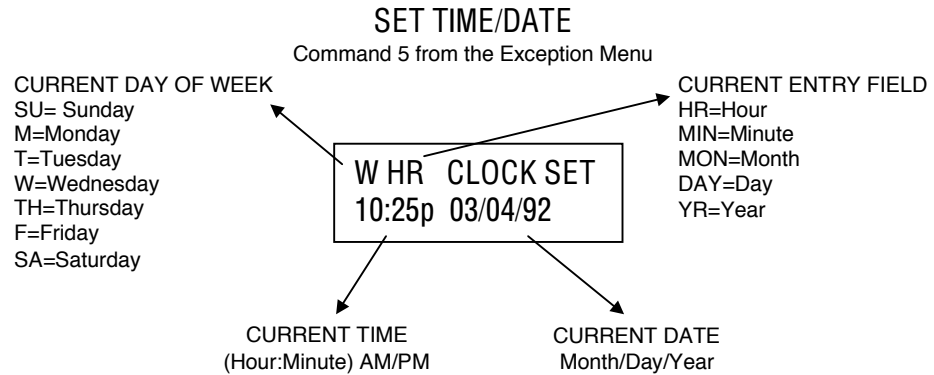 SET TIME/DATE
Command 5 from the Exception Menu
CURRENT DAY OF WEEK
SU= Sunday
M=Monday
T=Tuesday
W=Wednesday
TH=Thursday
F=Friday
SA=Saturday
CURRENT ENTRY FIELD
HR=Hour
MIN=Minute
MON=Month
DAY=Day
YR=Year
W HR CLOCK SET
10:25p 03/04/92
CURRENT TIME
(Hour:Minute) AM/PM
CURRENT DATE
Month/Day/Year